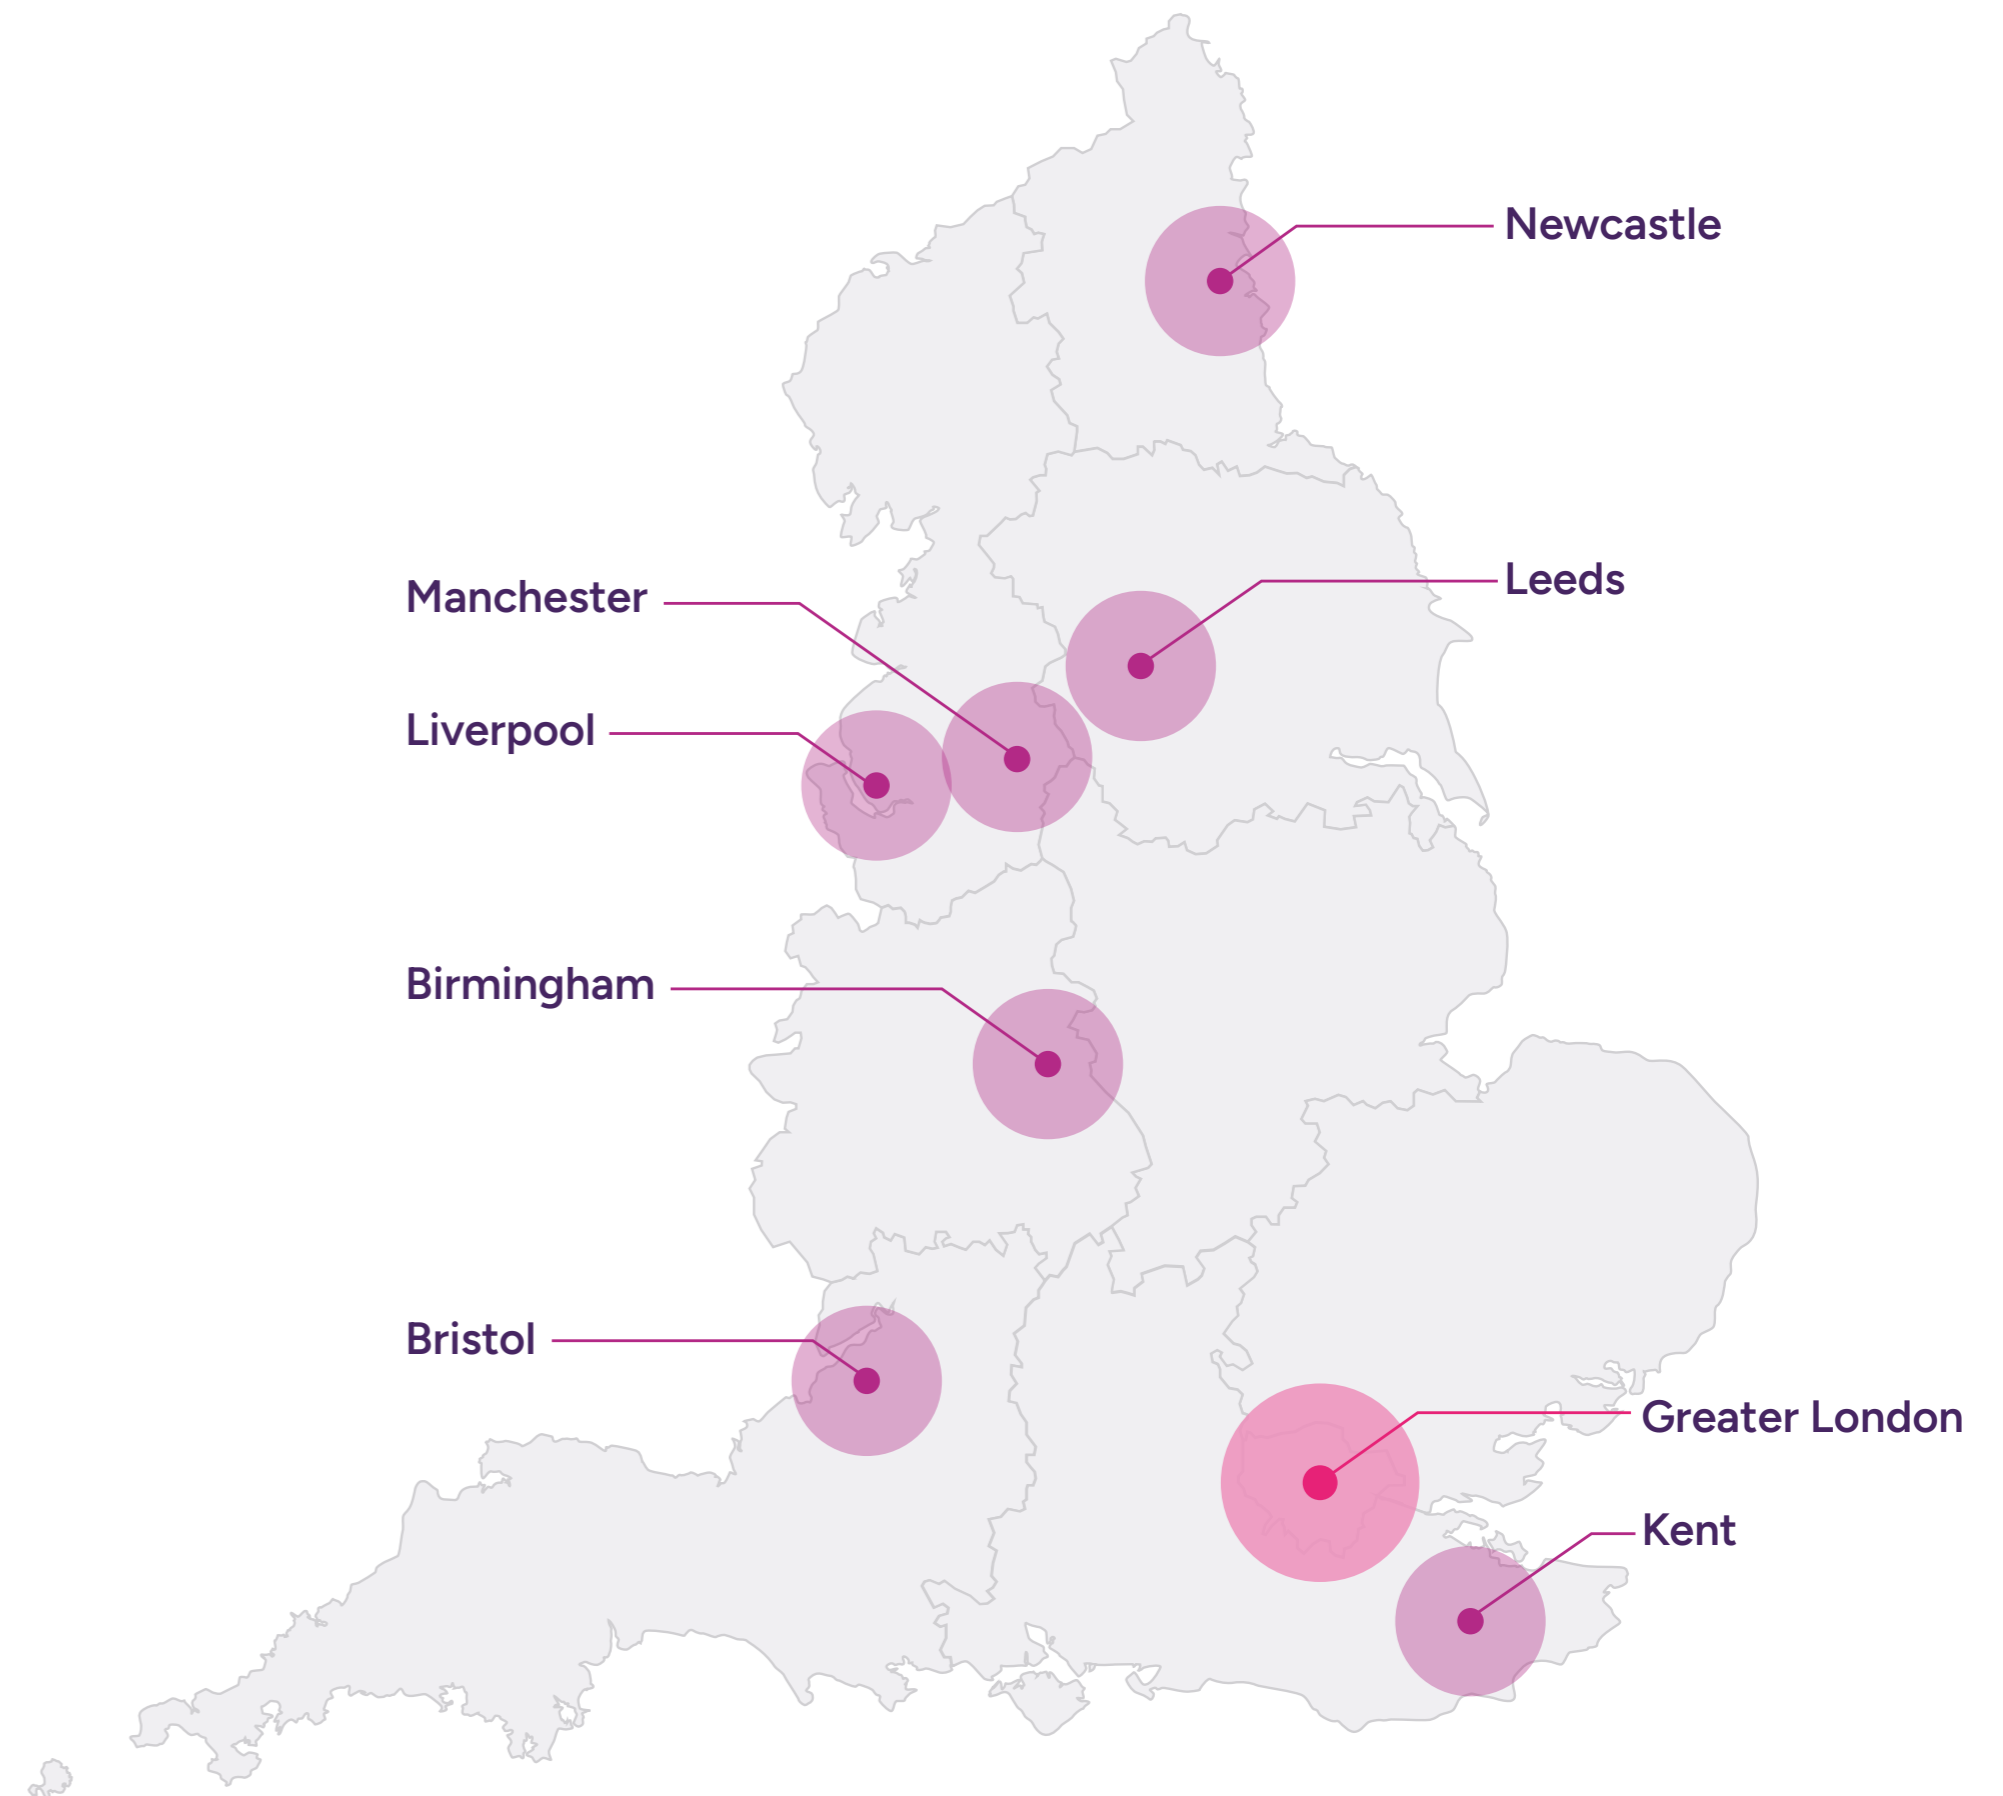 Newcastle
Leeds
Manchester
Liverpool
Birmingham
Bristol
Greater London
Kent